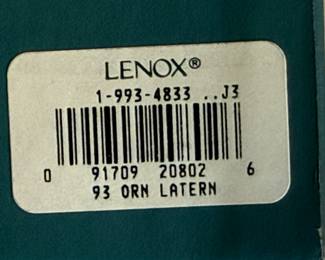 LENOX®
1-993-4833 ..J3
0 91709 20802 6
93 ORN LATERN